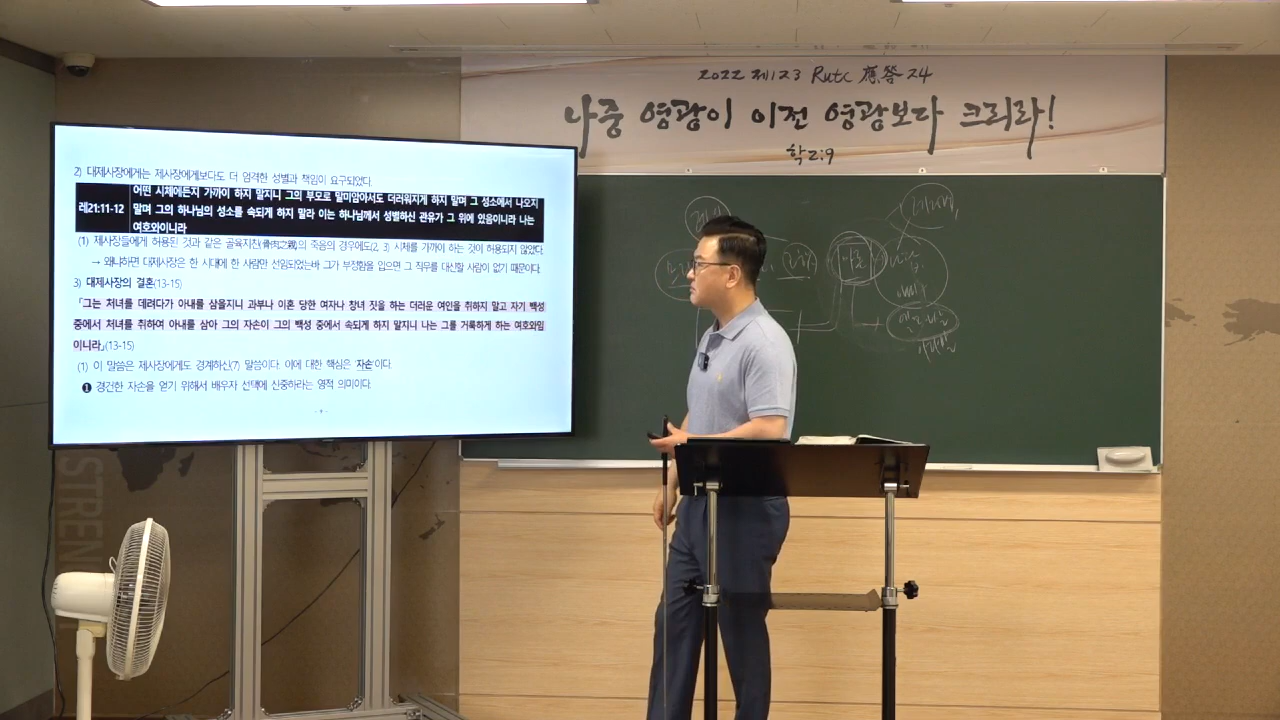 2022 제1차 Rutc 應答 24
나중 영광이 이전 영광보다 크리라!
학2:9
2) 대제사장에게는 제사장에게보다도 더 엄격한 성별과 책임이 요구되었다.
레21:11-12
어떤 시체에든지 가까이 하지 말지니 그의 부모로 말미암아서도 더러워지게 하지 말며 그 성소에서 나오지
말며 그의 하나님의 성소를 속되게 하지 말라 이는 하나님께서 성별하신 관유가 그 위에 있음이니라 나는
여호와이니라
(1) 제사장들에게 허용된 것과 같은 골육지친(骨肉之親)의 죽음의 경우에도(2, 3) 시체를 가까이 하는 것이 허용되지 않았다.
→ 왜냐하면 대제사장은 한 시대에 한 사람만 선임되었는바 그가 부정함을 입으면 그 직무를 대신할 사람이 없기 때문이다.
3) 대제사장의 결혼(13-15)
「그는 처녀를 데려다가 아내를 삼을지니 과부나 이혼 당한 여자나 창녀 짓을 하는 더러운 여인을 취하지 말고 자기 백성
중에서 처녀를 취하여 아내를 삼아 그의 자손이 그의 백성 중에서 속되게 하지 말지니 나는 그를 거룩하게 하는 여호와임
이니라」(13-15)
(1) 이 말씀은 제사장에게도 경계하신(7) 말씀이다. 이에 대한 핵심은 '자손'이다.
❶ 경건한 자손을 얻기 위해서 배우자 선택에 신중하라는 영적 의미이다.
STREN